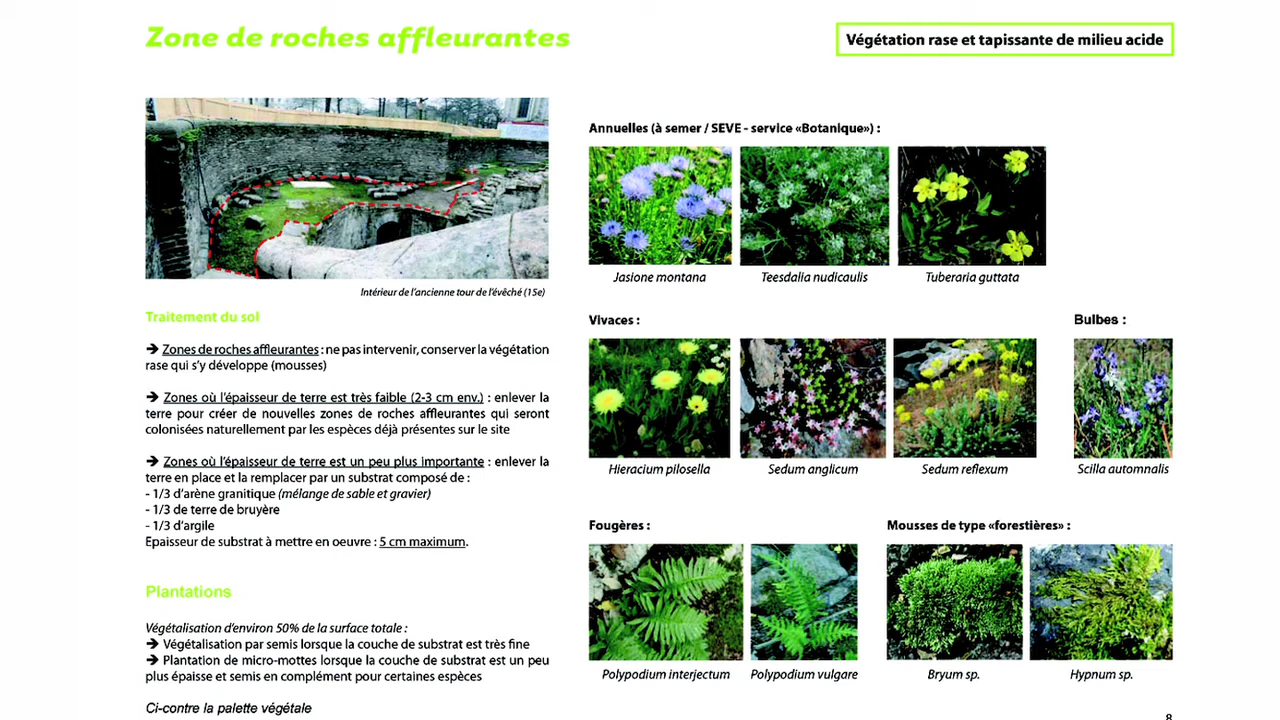 Zone de roches affleurantes
Végétation rase et tapissante de milieu acide
Intérieur de l'ancienne tour de l'évêché (15e)
Traitement du sol
➔ Zones de roches affleurantes : ne pas intervenir, conserver la végétation
rase qui s'y développe (mousses)
➔ Zones où l'épaisseur de terre est très faible (2-3 cm env.) : enlever la
terre pour créer de nouvelles zones de roches affleurantes qui seront
colonisées naturellement par les espèces déjà présentes sur le site
➔ Zones où l'épaisseur de terre est un peu plus importante : enlever la
terre en place et la remplacer par un substrat composé de :
- 1/3 d'arène granitique (mélange de sable et gravier)
- 1/3 de terre de bruyère
- 1/3 d'argile
Epaisseur de substrat à mettre en oeuvre : 5 cm maximum.
Plantations
Végétalisation d'environ 50% de la surface totale :
➔ Végétalisation par semis lorsque la couche de substrat est très fine
➔ Plantation de micro-mottes lorsque la couche de substrat est un peu
plus épaisse et semis en complément pour certaines espèces
Ci-contre la palette végétale
Annuelles (à semer / SEVE - service «Botanique») :
Jasione montana
Teesdalia nudicaulis
Tuberaria guttata
Vivaces :
Bulbes :
Hieracium pilosella
Sedum anglicum
Sedum reflexum
Scilla automnalis
Fougères :
Mousses de type «forestières» :
Polypodium interjectum
Polypodium vulgare
Bryum sp.
Hypnum sp.
8